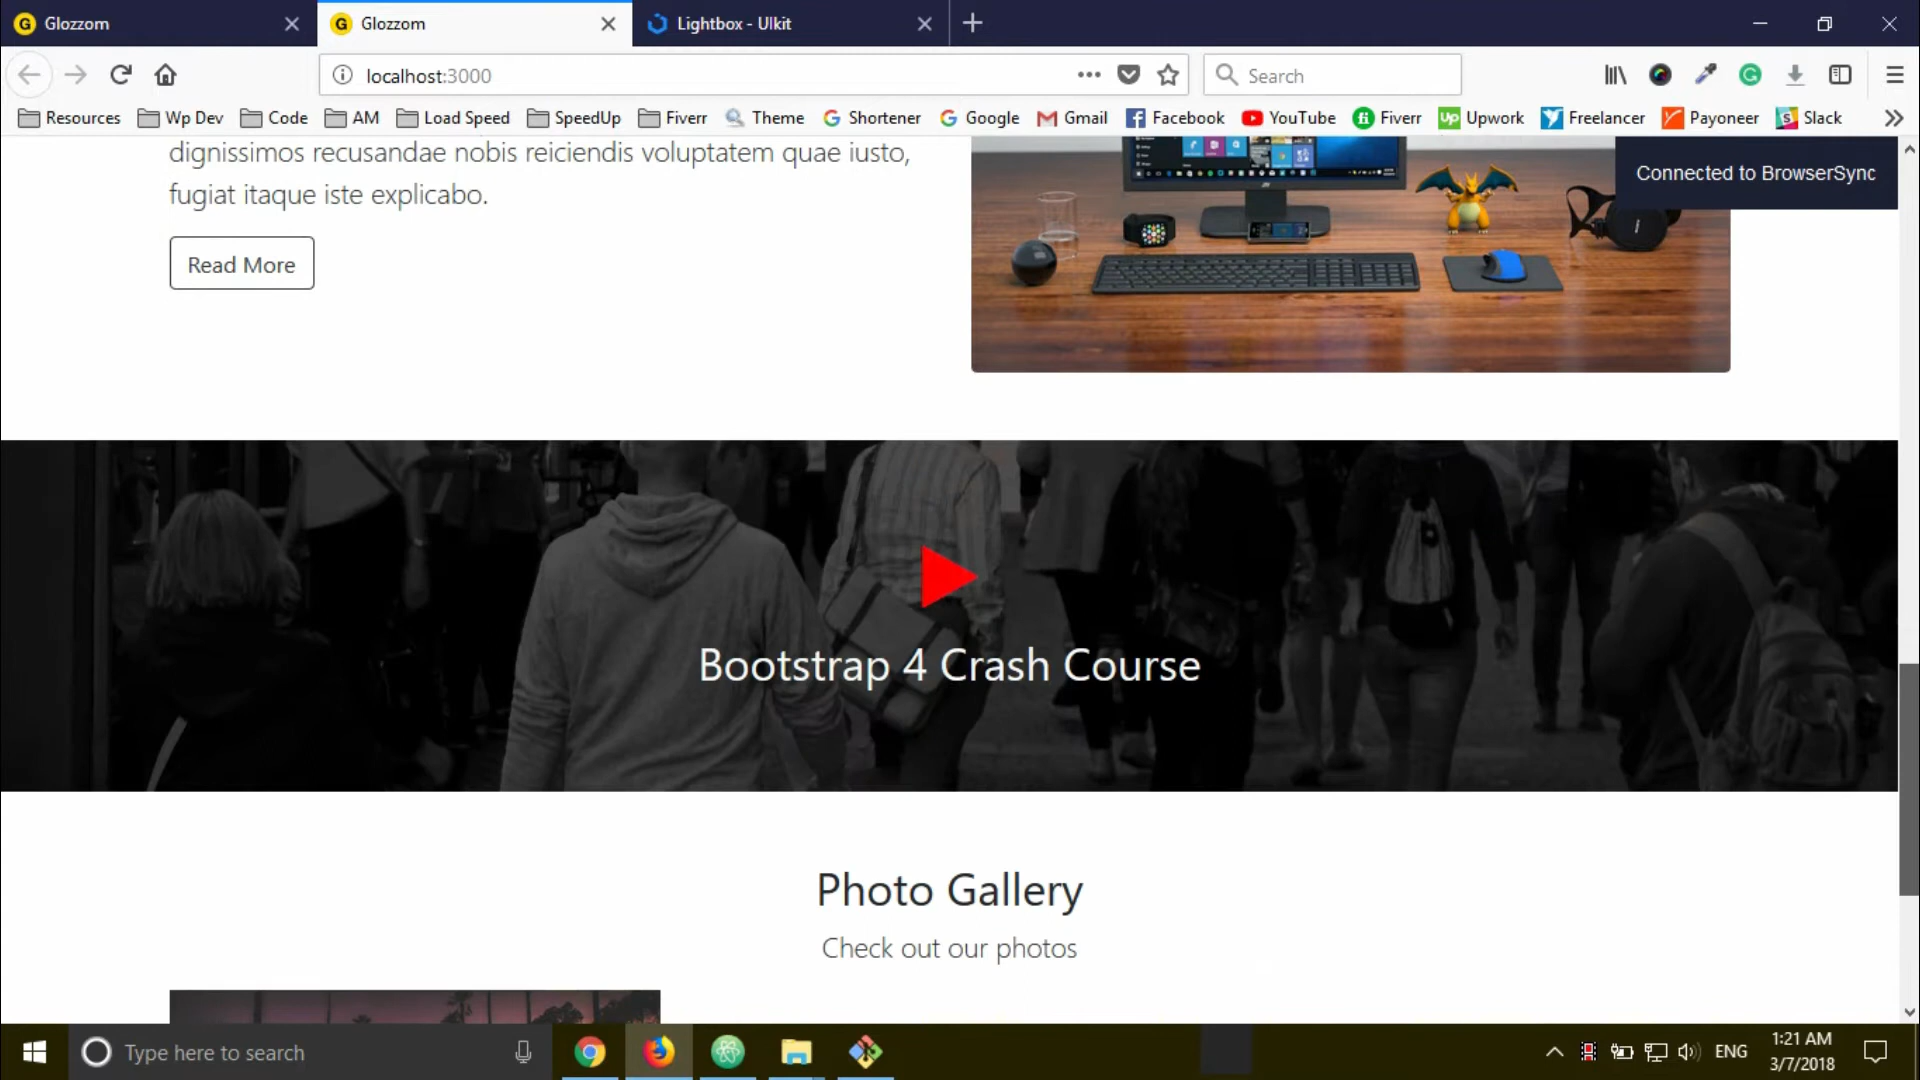 Glozzom
Glozzom
Lightbox - UIkit
localhost:3000
Search
Resources Wp Dev Code AM Load Speed SpeedUp Fiverr Theme Shortener Google Gmail Facebook YouTube Fiverr Upwork Freelancer Payoneer Slack
Connected to BrowserSync
dignissimos recusandae nobis reiciendis voluptatem quae iusto,
fugiat itaque iste explicabo.
Read More
Bootstrap 4 Crash Course
Photo Gallery
Check out our photos
Type here to search
ENG
1:21 AM
3/7/2018